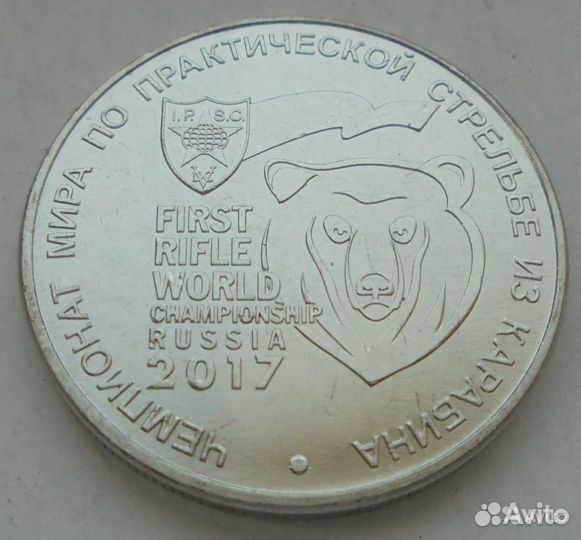 ЧЕМПИОНАТ МИРА ПО ПРАКТИЧЕСКОЙ СТРЕЛЬБЕ ИЗ КАРАБИНА
I.P.S.C.
FIRST
RIFLE
WORLD
CHAMPIONSHIP
RUSSIA
2017
Avito